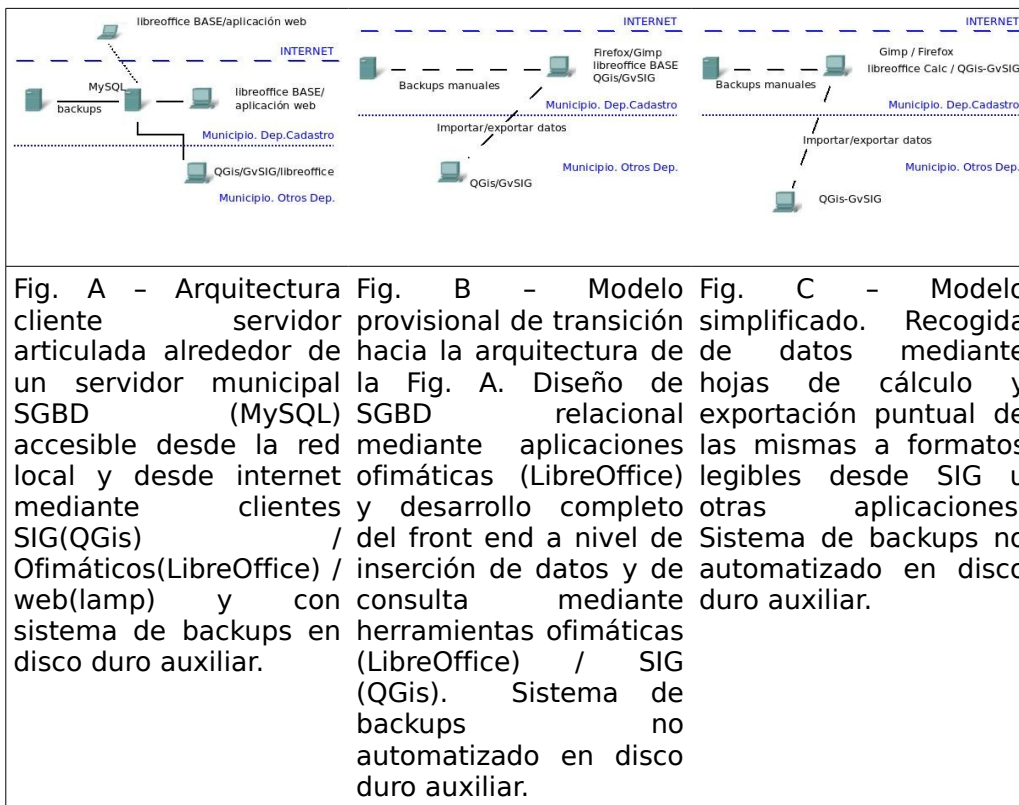 libreoffice BASE/aplicación web
INTERNET
MySQL
backups
libreoffice BASE/
aplicación web
Municipio. Dep.Cadastro
QGis/GvSIG/libreoffice
Municipio. Otros Dep.
INTERNET
Firefox/Gimp
libreoffice BASE
QGis/GvSIG
Backups manuales
Municipio. Dep.Cadastro
Importar/exportar datos
Municipio. Otros Dep.
QGis/GvSIG
INTERNET
Gimp / Firefox
libreoffice Calc / QGis-GvSIG
Backups manuales
Municipio. Dep.Cadastro
Importar/exportar datos
Municipio. Otros Dep.
QGis-GvSIG
Fig. A – Arquitectura
cliente servidor
articulada alrededor de
un servidor municipal
SGBD (MySQL)
accesible desde la red
local y desde internet
mediante clientes
SIG(QGis) /
Ofimáticos(LibreOffice) /
web(lamp) y con
sistema de backups en
disco duro auxiliar.
Fig. B – Modelo
provisional de transición
hacia la arquitectura de
la Fig. A. Diseño de
SGBD relacional
mediante aplicaciones
ofimáticas (LibreOffice)
y desarrollo completo
del front end a nivel de
inserción de datos y de
consulta mediante
herramientas ofimáticas
(LibreOffice) / SIG
(QGis). Sistema de
backups no
automatizado en disco
duro auxiliar.
Fig. C – Modelo
simplificado. Recogida
de datos mediante
hojas de cálculo y
exportación puntual de
las mismas a formatos
legibles desde SIG u
otras aplicaciones
Sistema de backups no
automatizado en disco
duro auxiliar.